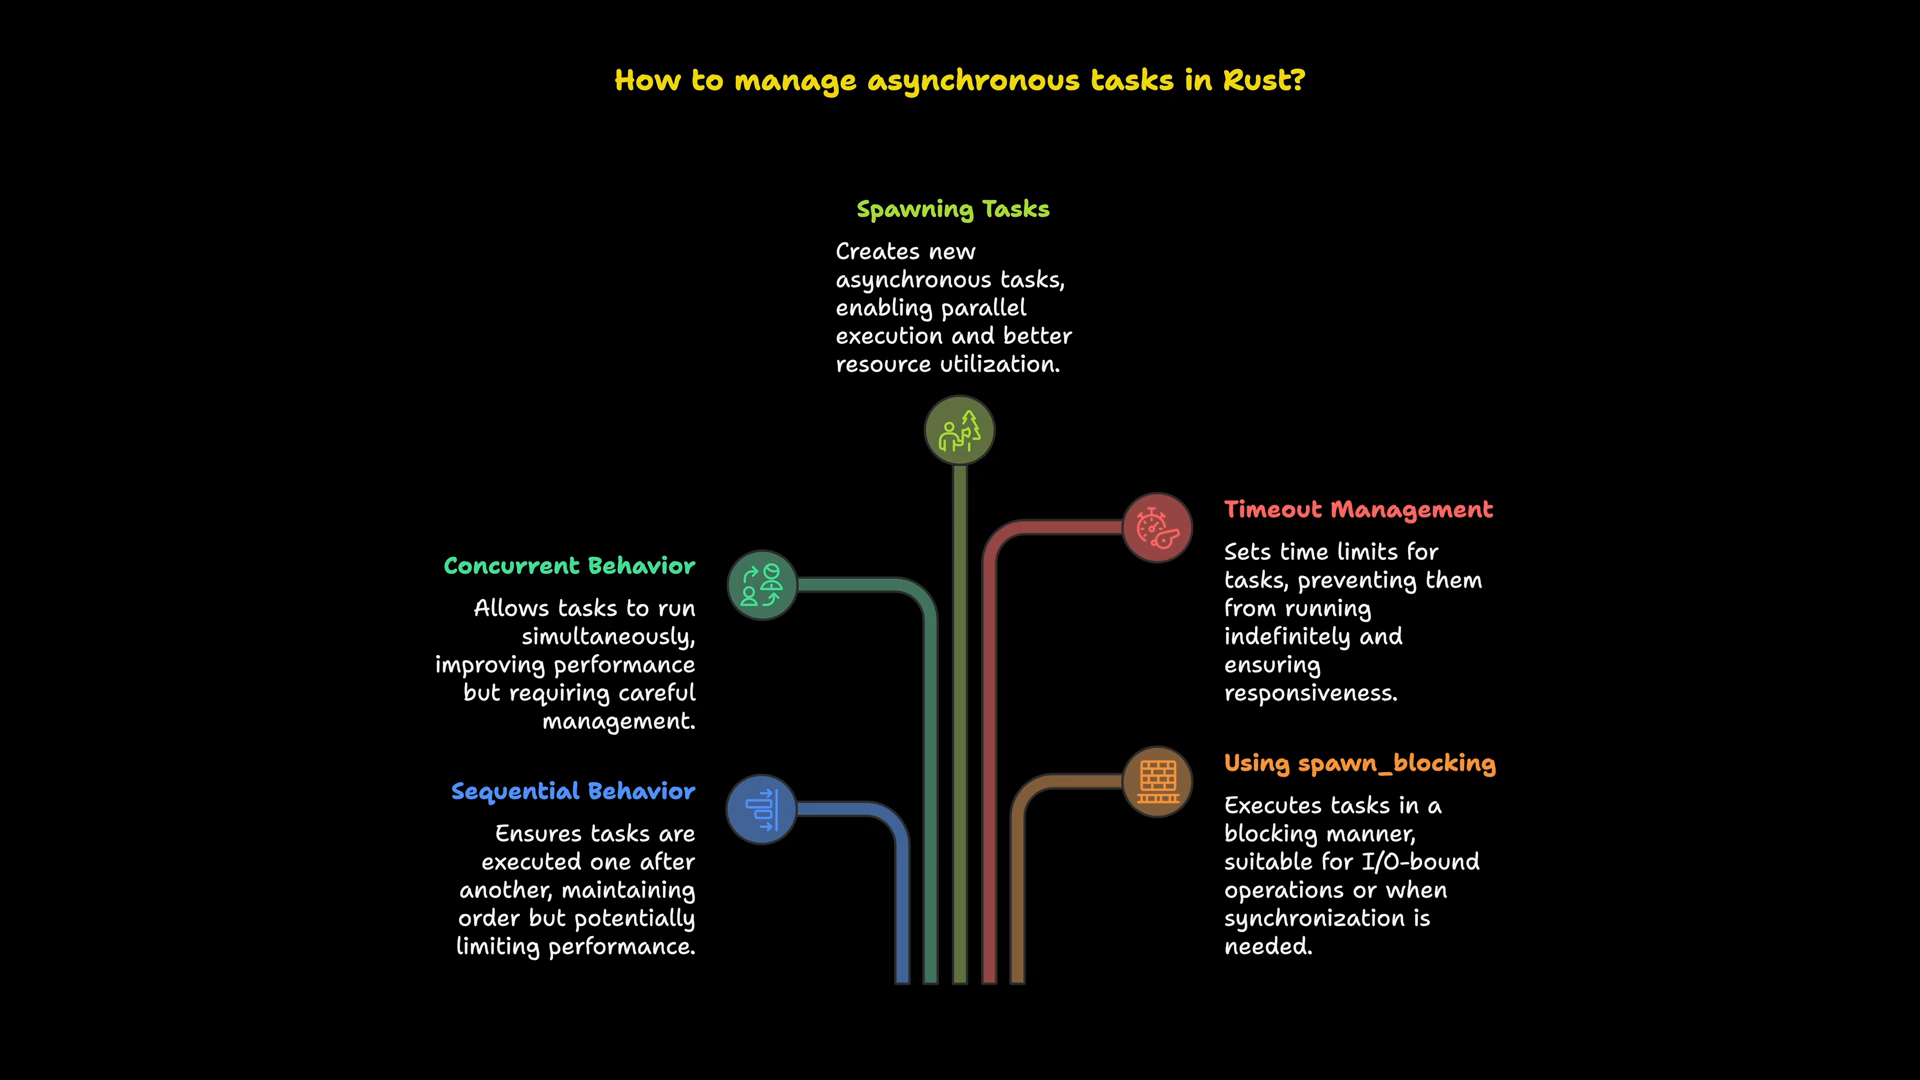 How to manage asynchronous tasks in Rust?
Spawning Tasks
Creates new
asynchronous tasks,
enabling parallel
execution and better
resource utilization.
Timeout Management
Sets time limits for
tasks, preventing them
from running
indefinitely and
ensuring
responsiveness.
Concurrent Behavior
Allows tasks to run
simultaneously,
improving performance
but requiring careful
management.
Using spawn_blocking
Executes tasks in a
blocking manner,
suitable for I/O-bound
operations or when
synchronization is
needed.
Sequential Behavior
Ensures tasks are
executed one after
another, maintaining
order but potentially
limiting performance.